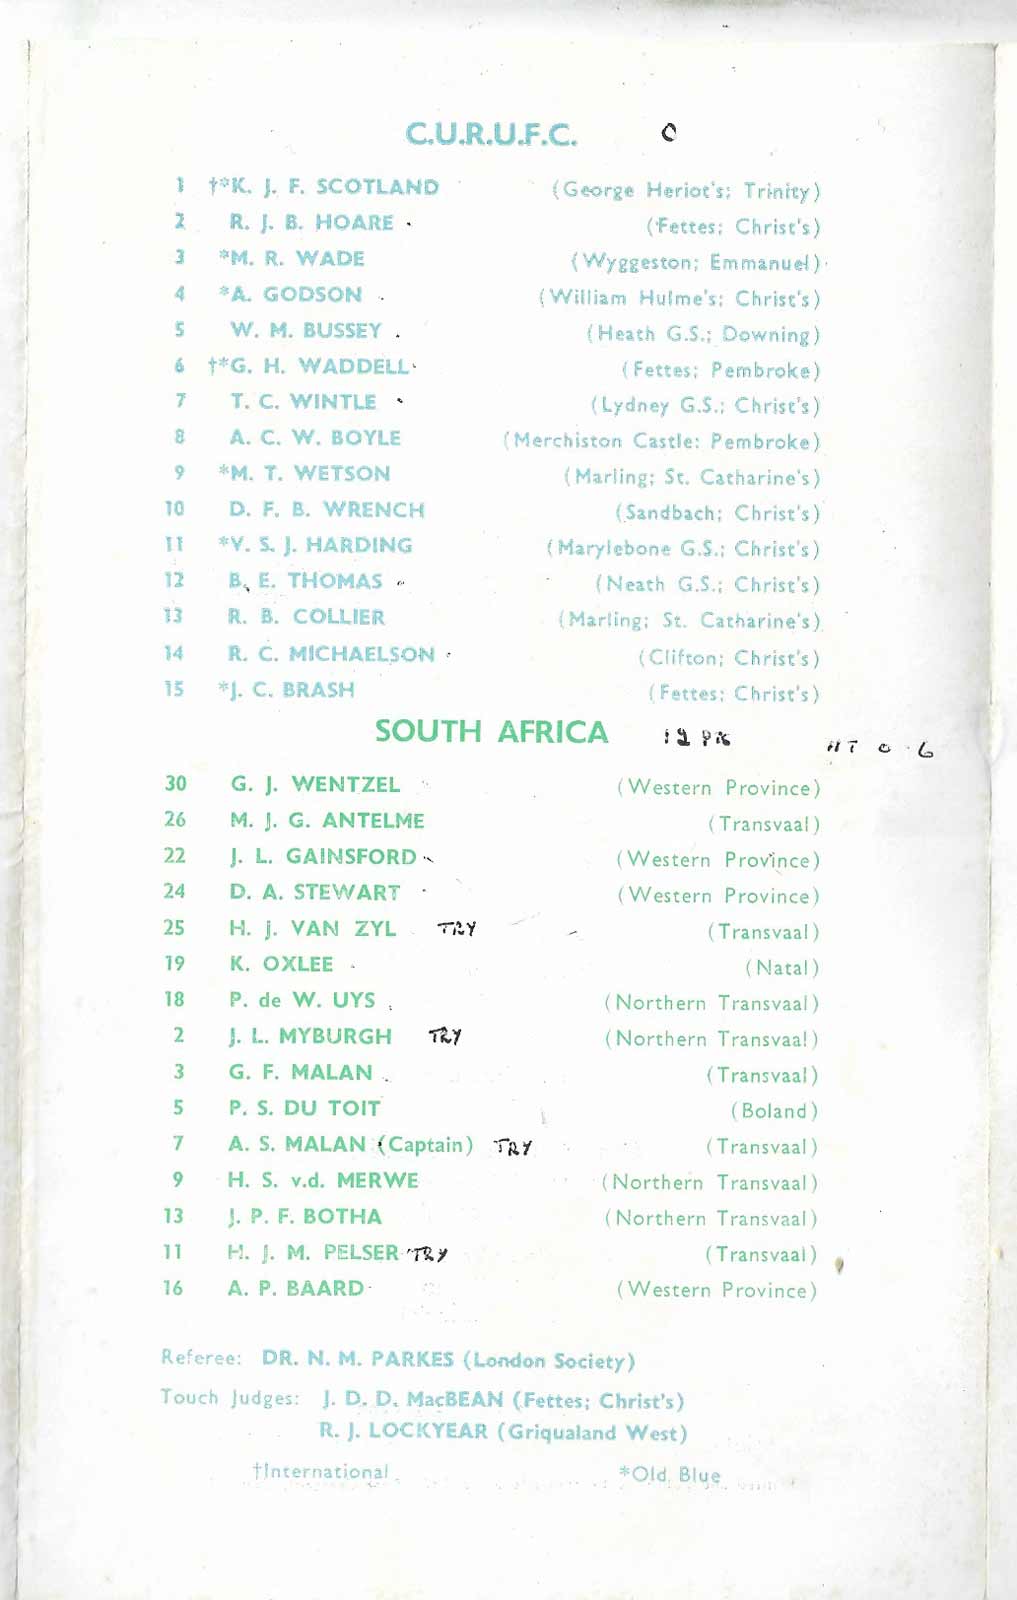 C.U.R.U.F.C. 0
1 †*K. J. F. SCOTLAND (George Heriot's; Trinity)
2 R. J. B. HOARE (Fettes; Christ's)
3 *M. R. WADE (Wyggeston; Emmanuel)
4 *A. GODSON (William Hulme's; Christ's)
5 W. M. BUSSEY (Heath G.S.; Downing)
6 †*G. H. WADDELL (Fettes; Pembroke)
7 T. C. WINTLE (Lydney G.S.; Christ's)
8 A. C. W. BOYLE (Merchiston Castle: Pembroke)
9 *M. T. WETSON (Marling; St. Catharine's)
10 D. F. B. WRENCH (Sandbach; Christ's)
11 *V. S. J. HARDING (Marylebone G.S.; Christ's)
12 B. E. THOMAS (Neath G.S.; Christ's)
13 R. B. COLLIER (Marling; St. Catharine's)
14 R. C. MICHAELSON (Clifton; Christ's)
15 *J. C. BRASH (Fettes; Christ's)
SOUTH AFRICA HT 0 6
30 G. J. WENTZEL (Western Province)
26 M. J. G. ANTELME (Transvaal)
22 J. L. GAINSFORD (Western Province)
24 D. A. STEWART (Western Province)
25 H. J. VAN ZYL TRY (Transvaal)
19 K. OXLEE (Natal)
18 P. de W. UYS (Northern Transvaal)
2 J. L. MYBURGH TRY (Northern Transvaal)
3 G. F. MALAN (Transvaal)
5 P. S. DU TOIT (Boland)
7 A. S. MALAN (Captain) TRY (Transvaal)
9 H. S. v.d. MERWE (Northern Transvaal)
13 J. P. F. BOTHA (Northern Transvaal)
11 H. J. M. PELSER TRY (Transvaal)
16 A. P. BAARD (Western Province)
Referee: DR. N. M. PARKES (London Society)
Touch Judges: J. D. D. MacBEAN (Fettes; Christ's)
R. J. LOCKYEAR (Griqualand West)
†International *Old Blue